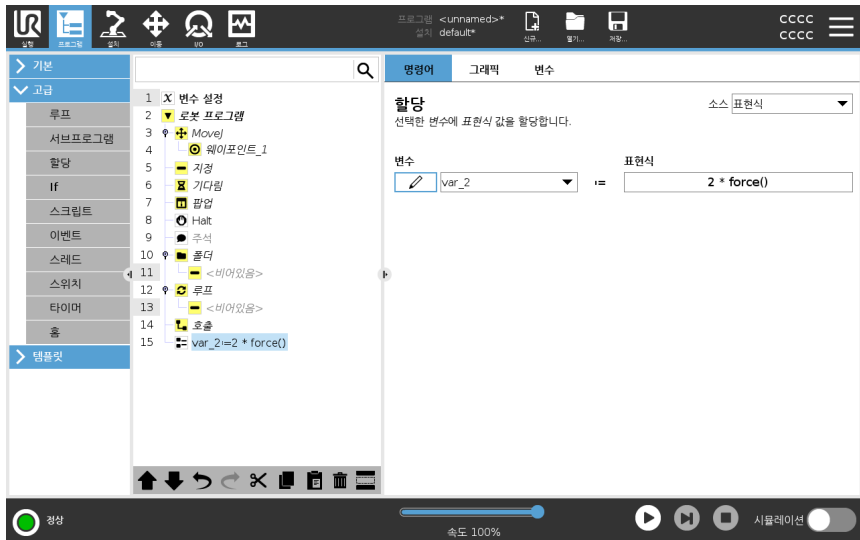 UR
실행
프로그램
설치
이동
I/O
로그
프로그램 <unnamed>*
설치 default*
신규...
열기...
저장...
cccc
cccc
기본
고급
루프
서브프로그램
할당
If
스크립트
이벤트
스레드
스위치
타이머
홈
템플릿
1 X 변수 설정
2 로봇 프로그램
3 MoveJ
4 웨이포인트_1
5 지정
6 기다림
7 팝업
8 Halt
9 주석
10 폴더
11 <비어있음>
12 루프
13 <비어있음>
14 호출
15 var_2:=2 * force()
명령어 그래픽 변수
할당
소스 표현식
선택한 변수에 표현식 값을 할당합니다.
변수 표현식
var_2 := 2 * force()
정상
속도 100%
시뮬레이션